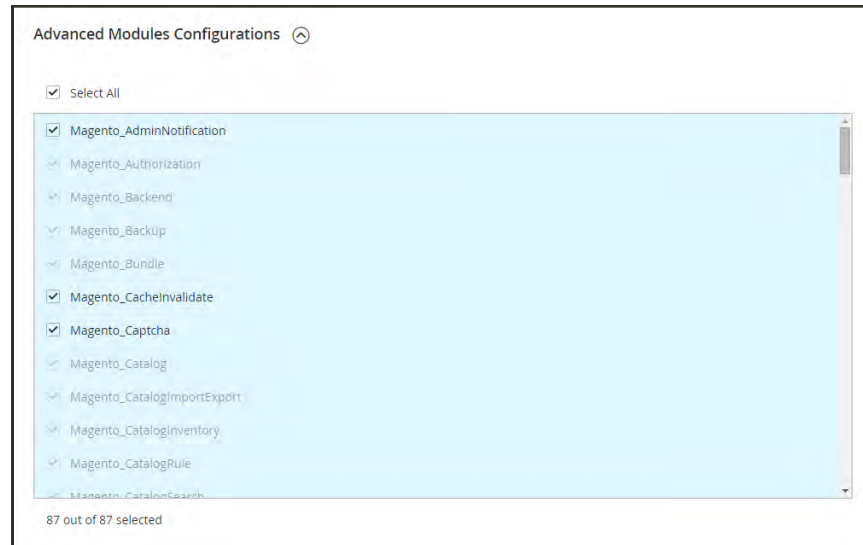 Advanced Modules Configurations
Select All
Magento_AdminNotification
Magento_Authorization
Magento_Backend
Magento_Backup
Magento_Bundle
Magento_CacheInvalidate
Magento_Captcha
Magento_Catalog
Magento_CatalogImportExport
Magento_CatalogInventory
Magento_CatalogRule
Magento_CatalogSearch
87 out of 87 selected